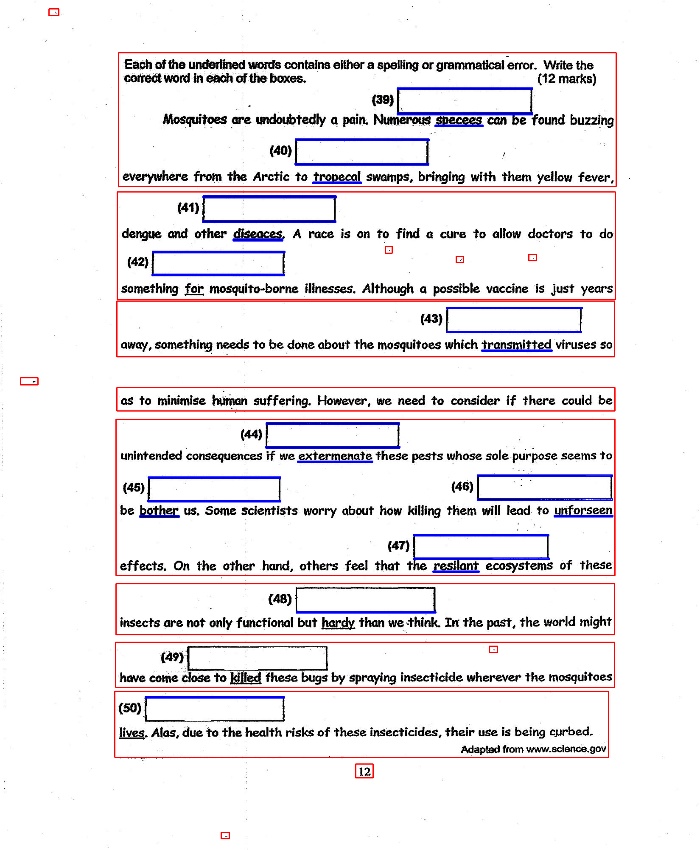 Each of the underlined words contains either a spelling or grammatical error. Write the
correct word in each of the boxes. (12 marks)
(39)
Mosquitoes are undoubtedly a pain. Numerous specees can be found buzzing
(40)
everywhere from the Arctic to tropecal swamps, bringing with them yellow fever,
(41)
dengue and other diseaces. A race is on to find a cure to allow doctors to do
(42)
something for mosquito-borne illnesses. Although a possible vaccine is just years
(43)
away, something needs to be done about the mosquitoes which transmitted viruses so
as to minimise human suffering. However, we need to consider if there could be
(44)
unintended consequences if we extermenate these pests whose sole purpose seems to
(45) (46)
be bother us. Some scientists worry about how killing them will lead to unforseen
(47)
effects. On the other hand, others feel that the resilant ecosystems of these
(48)
insects are not only functional but hardy than we think. In the past, the world might
(49)
have come close to killed these bugs by spraying insecticide wherever the mosquitoes
(50)
lives. Alas, due to the health risks of these insecticides, their use is being curbed.
Adapted from www.science.gov
12